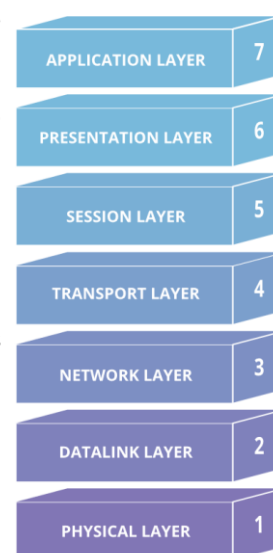 APPLICATION LAYER 7
PRESENTATION LAYER 6
SESSION LAYER 5
TRANSPORT LAYER 4
NETWORK LAYER 3
DATALINK LAYER 2
PHYSICAL LAYER 1